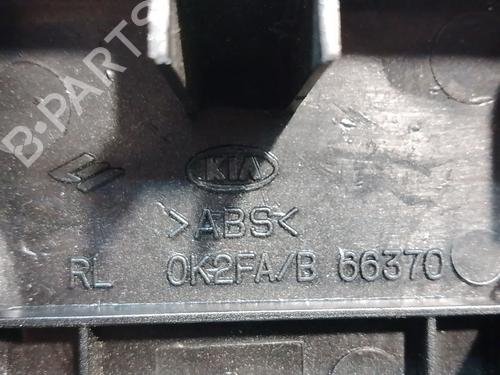 B-PARTS
KIA
>ABS<
RL 0K2FA/B 66370